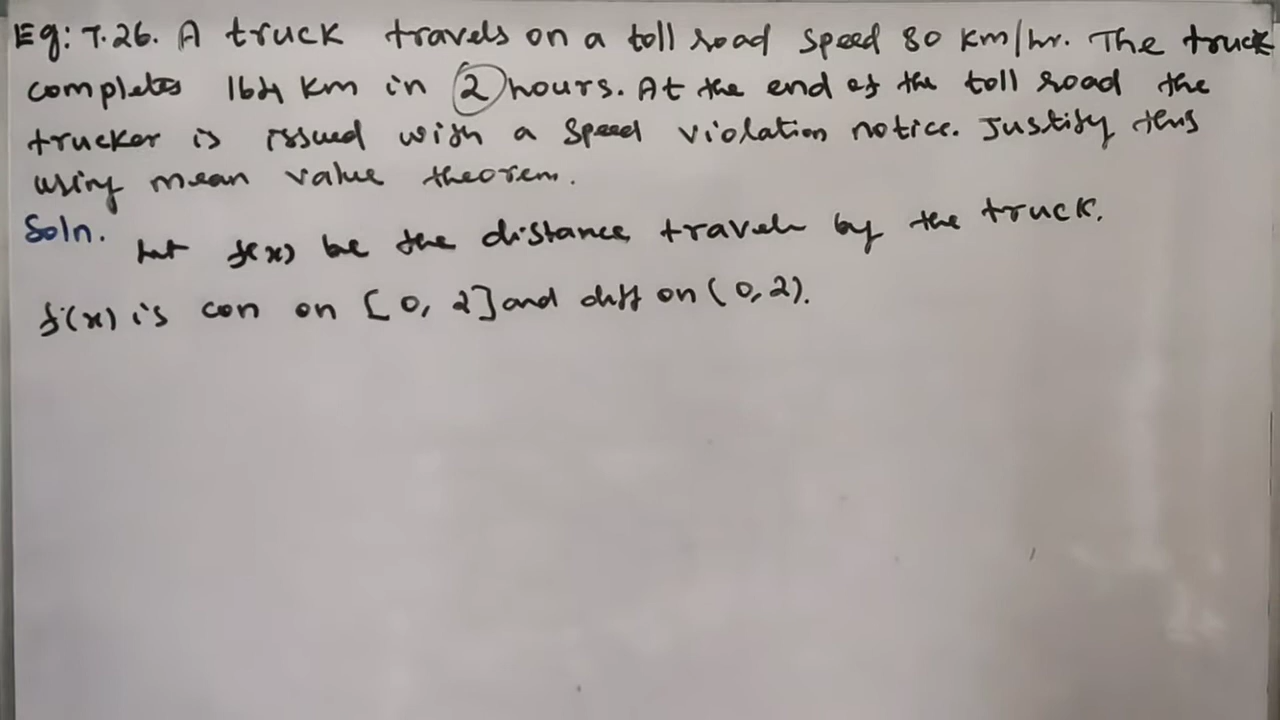 Eg: 7.26. A truck travels on a toll road speed 80 km/hr. The truck
completes 164 km in 2 hours. At the end of the toll road the
trucker is issued with a speed violation notice. Justify this
using mean value theorem.
Soln. Let f(x) be the distance travels by the truck.
f(x) is con on [0, 2] and diff on (0, 2).